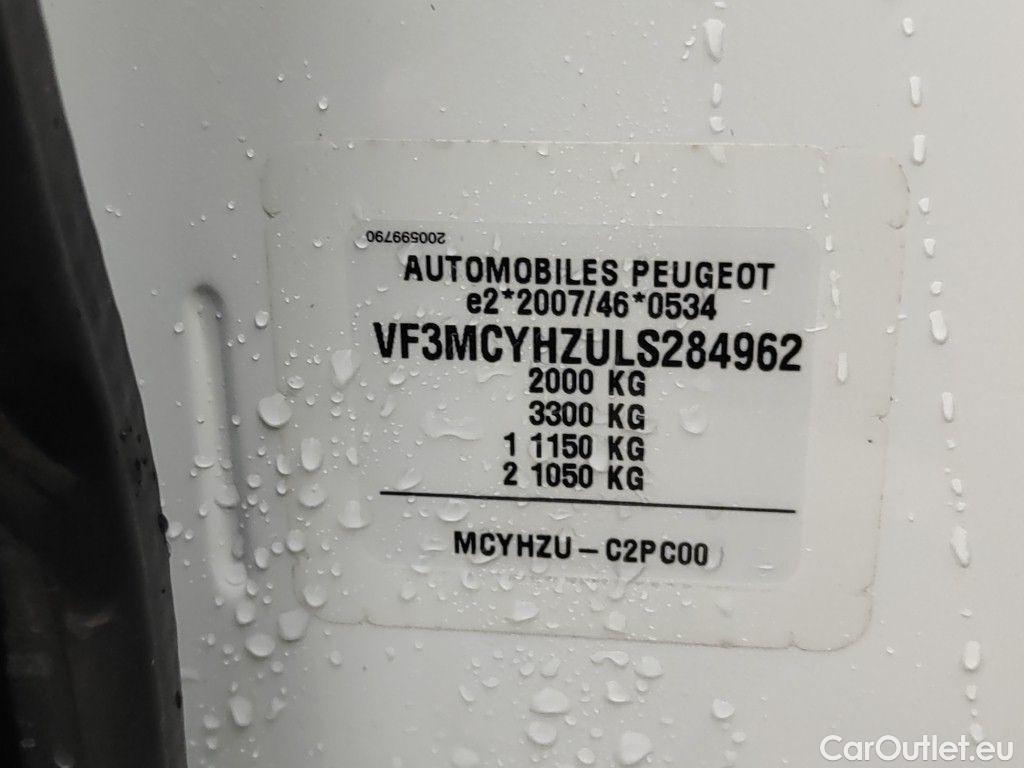 200599790
AUTOMOBILES PEUGEOT
e2*2007/46*0534
VF3MCYHZULS284962
2000 KG
3300 KG
1 1150 KG
2 1050 KG
MCYHZU - C2PC00
CarOutlet.eu